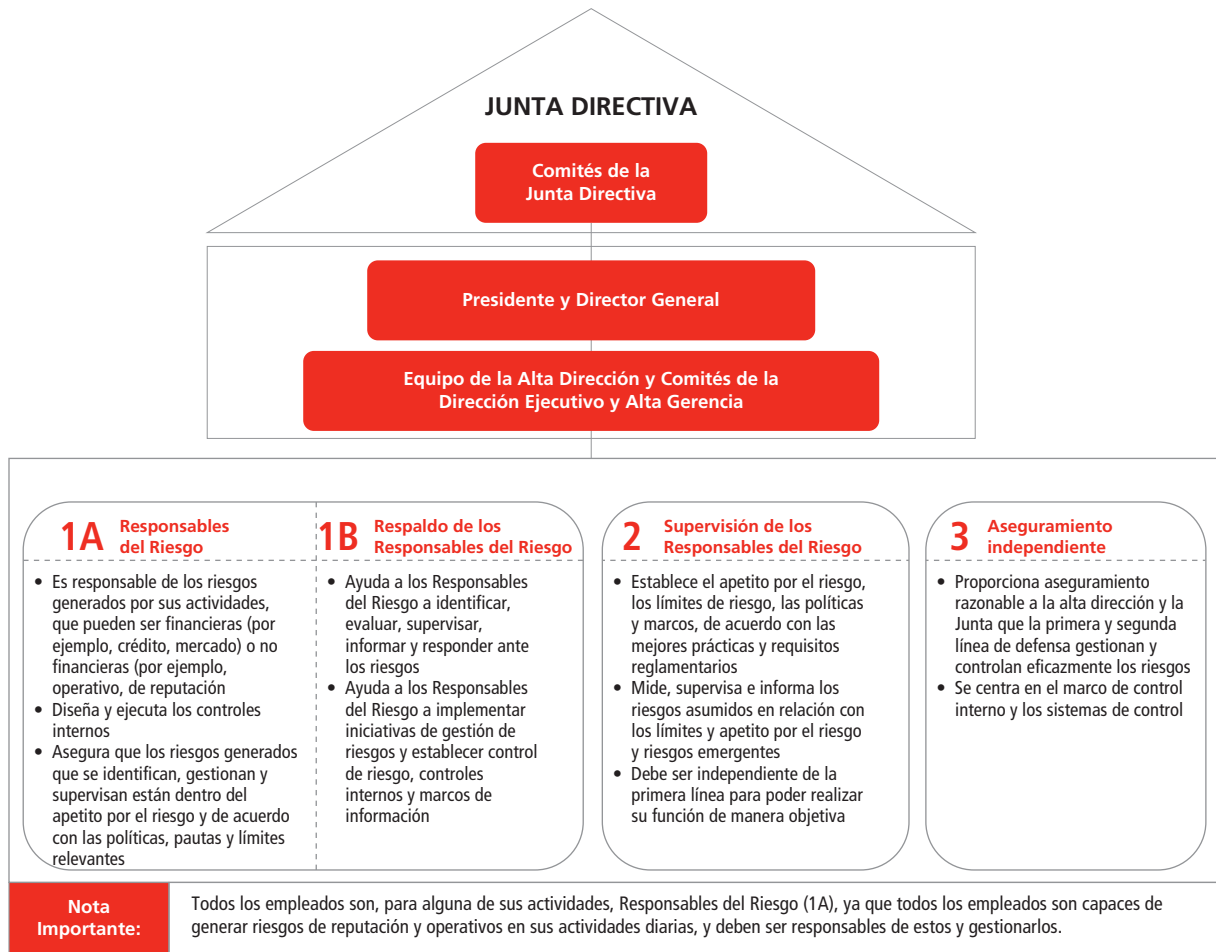 JUNTA DIRECTIVA
Comités de la
Junta Directiva
Presidente y Director General
Equipo de la Alta Dirección y Comités de la
Dirección Ejecutivo y Alta Gerencia
1A Responsables
del Riesgo
• Es responsable de los riesgos
generados por sus actividades,
que pueden ser financieras (por
ejemplo, crédito, mercado) o no
financieras (por ejemplo,
operativo, de reputación
• Diseña y ejecuta los controles
internos
• Asegura que los riesgos generados
que se identifican, gestionan y
supervisan están dentro del
apetito por el riesgo y de acuerdo
con las políticas, pautas y límites
relevantes
1B Respaldo de los
Responsables del Riesgo
• Ayuda a los Responsables
del Riesgo a identificar,
evaluar, supervisar,
informar y responder ante
los riesgos
• Ayuda a los Responsables
del Riesgo a implementar
iniciativas de gestión de
riesgos y establecer control
de riesgo, controles
internos y marcos de
información
2 Supervisión de los
Responsables del Riesgo
• Establece el apetito por el riesgo,
los límites de riesgo, las políticas
y marcos, de acuerdo con las
mejores prácticas y requisitos
reglamentarios
• Mide, supervisa e informa los
riesgos asumidos en relación con
los límites y apetito por el riesgo
y riesgos emergentes
• Debe ser independiente de la
primera línea para poder realizar
su función de manera objetiva
3 Aseguramiento
independiente
• Proporciona aseguramiento
razonable a la alta dirección y la
Junta que la primera y segunda
línea de defensa gestionan y
controlan eficazmente los riesgos
• Se centra en el marco de control
interno y los sistemas de control
Nota
Importante:
Todos los empleados son, para alguna de sus actividades, Responsables del Riesgo (1A), ya que todos los empleados son capaces de
generar riesgos de reputación y operativos en sus actividades diarias, y deben ser responsables de estos y gestionarlos.